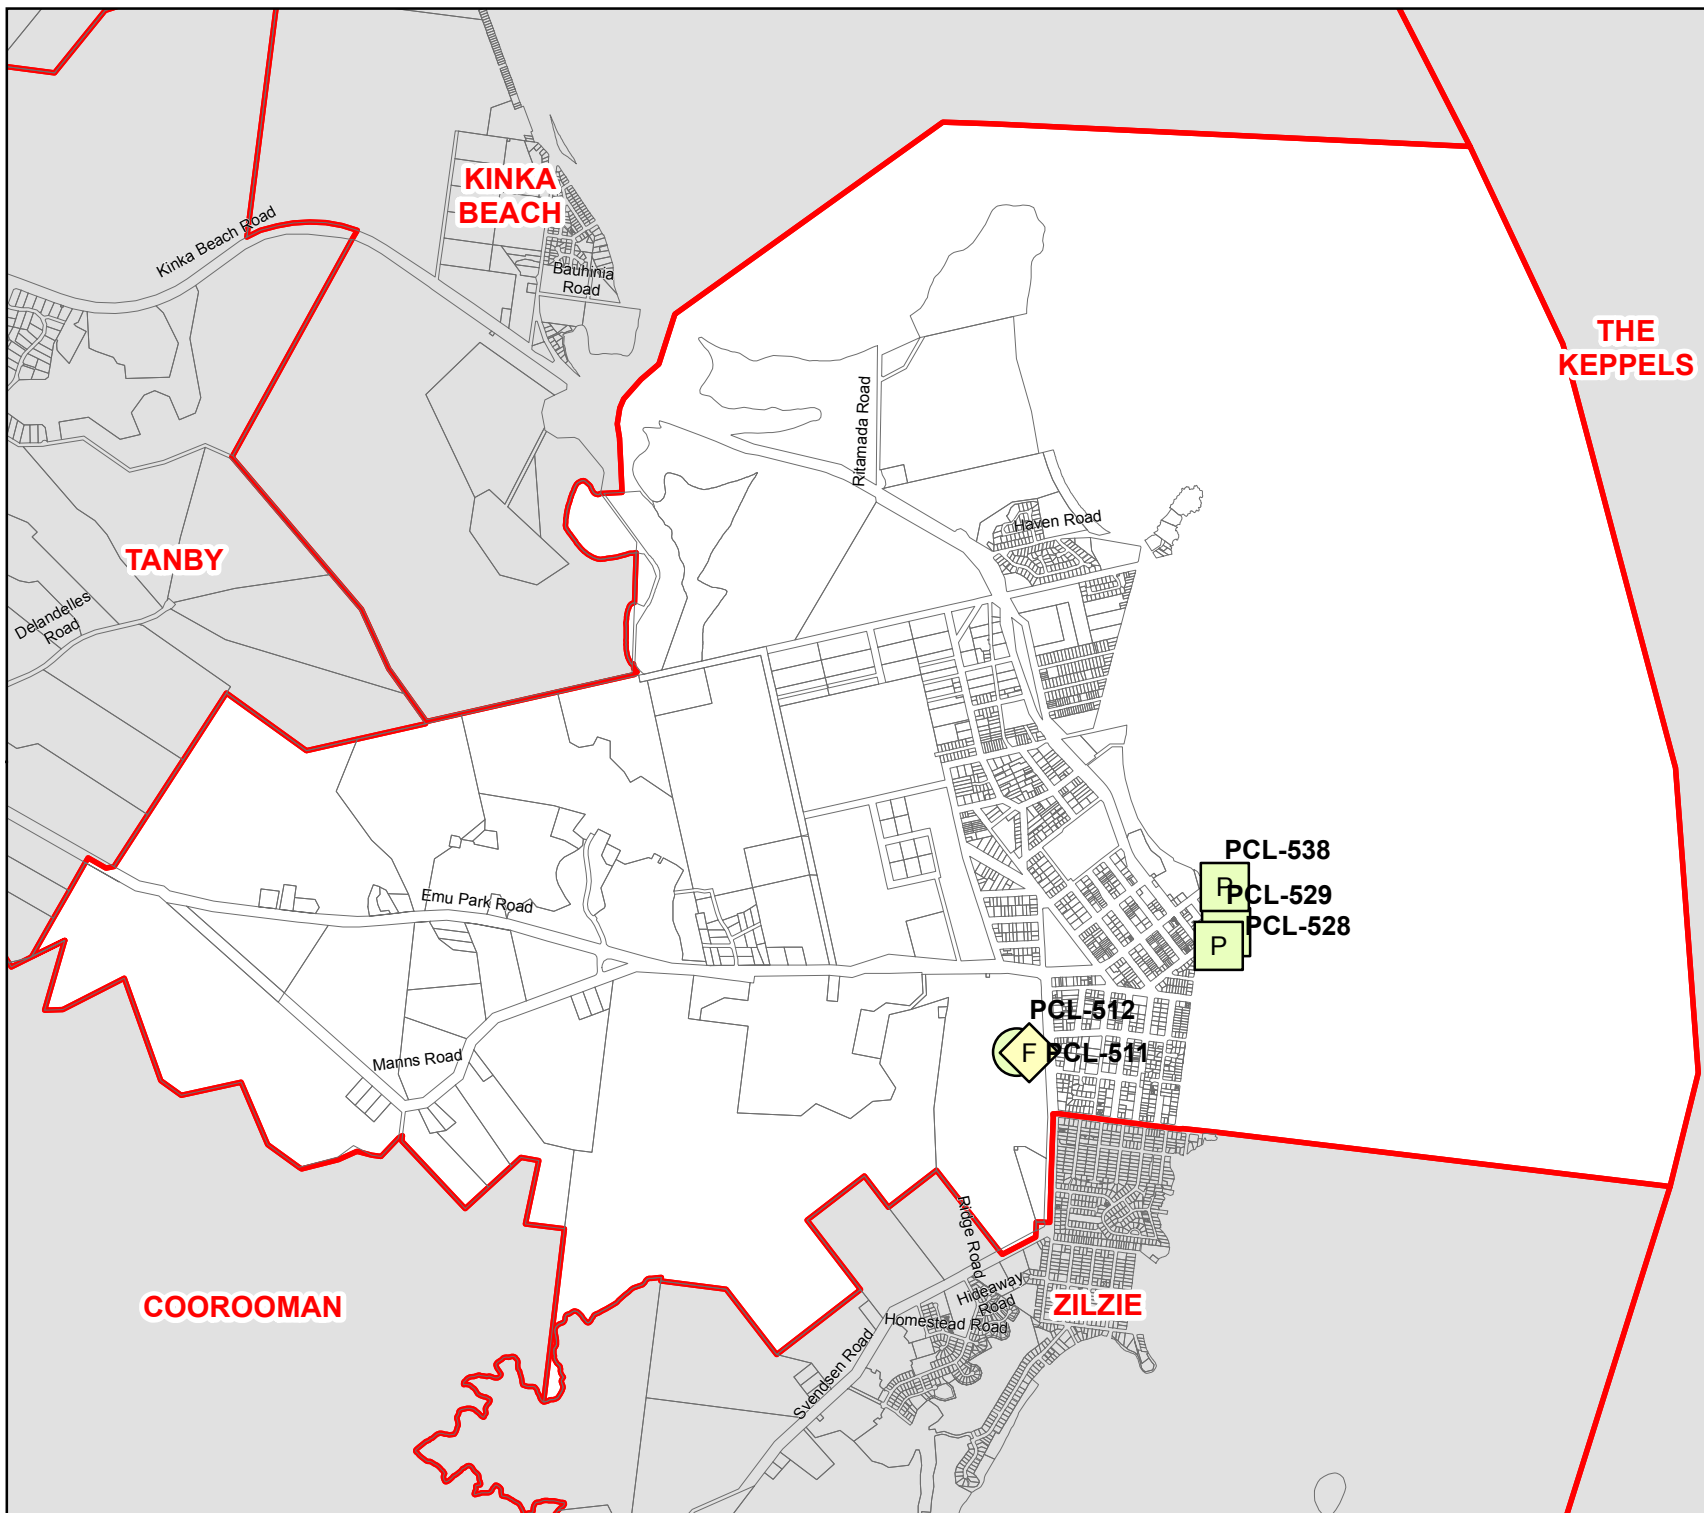 KINKA
BEACH
Kinka Beach Road
Bauhinia
Road
THE
KEPPELS
Ritamada Road
Haven Road
TANBY
Delandelles
Road
PCL-538
P
PCL-529
PCL-528
P
Emu Park Road
PCL-512
F
PCL-511
Manns Road
Ridge Road
Hideaway
Road
ZILZIE
COOROOMAN
Homestead Road
Svendsen Road